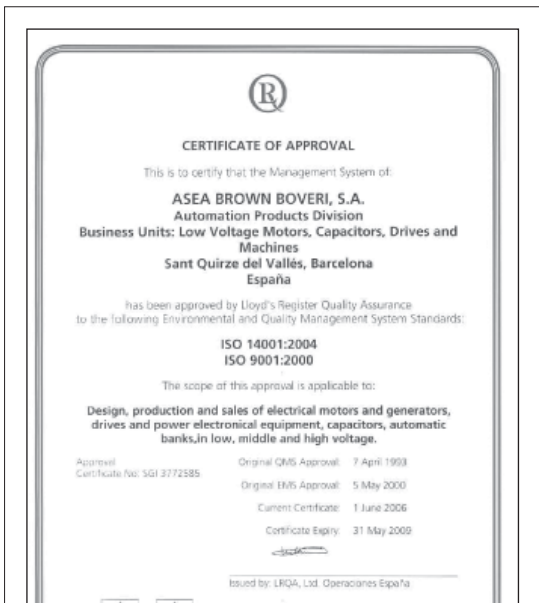 R
CERTIFICATE OF APPROVAL
This is to certify that the Management System of:
ASEA BROWN BOVERI, S.A.
Automation Products Division
Business Units: Low Voltage Motors, Capacitors, Drives and
Machines
Sant Quirze del Vallés, Barcelona
España
has been approved by Lloyd's Register Quality Assurance
to the following Environmental and Quality Management System Standards:
ISO 14001:2004
ISO 9001:2000
The scope of this approval is applicable to:
Design, production and sales of electrical motors and generators,
drives and power electronical equipment, capacitors, automatic
banks,in low, middle and high voltage.
Approval
Certificate No: SGI 3772585
Original QMS Approval: 7 April 1993
Original EMS Approval: 5 May 2000
Current Certificate: 1 June 2006
Certificate Expiry: 31 May 2009
Issued by: LRQA, Ltd. Operaciones España